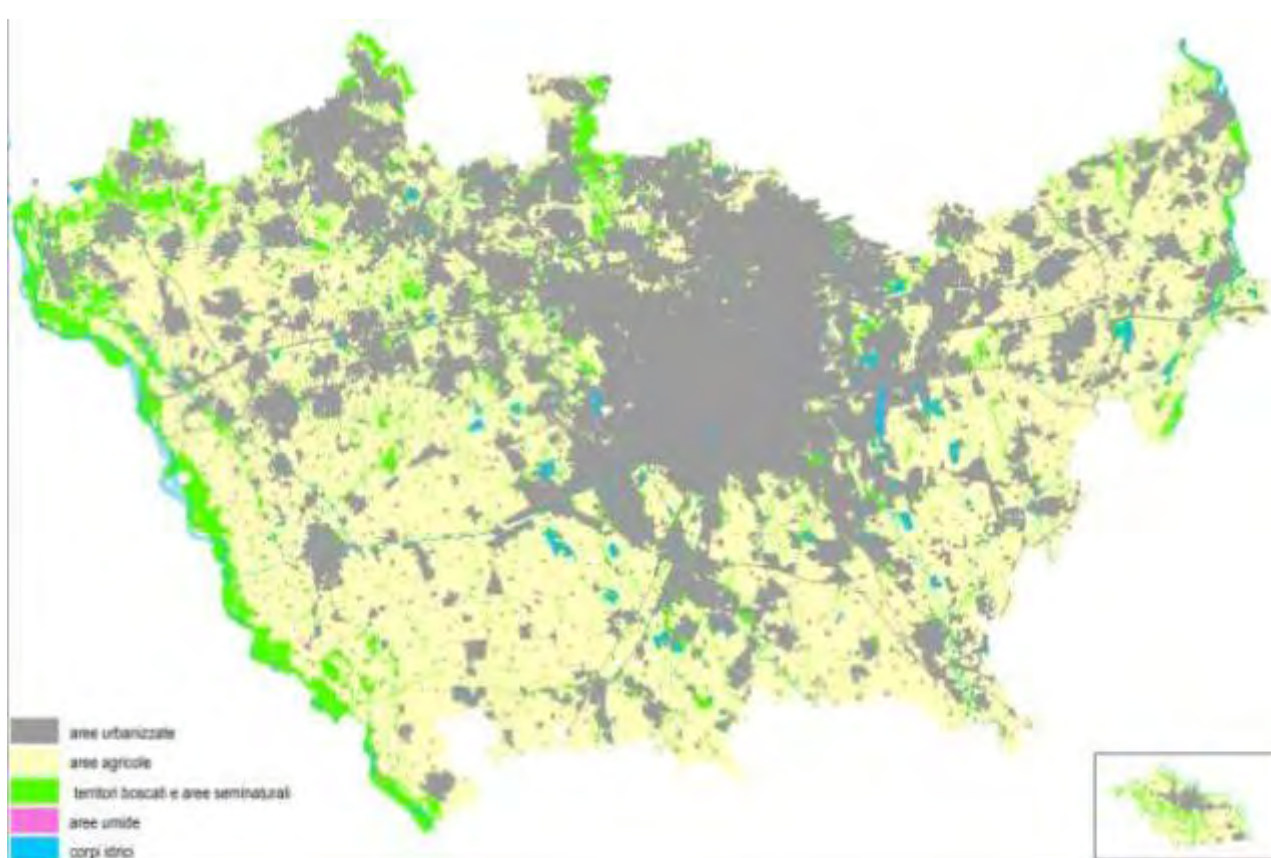 aree urbanizzate
aree agricole
territori boscati e aree seminaturali
aree umide
corpi idrici